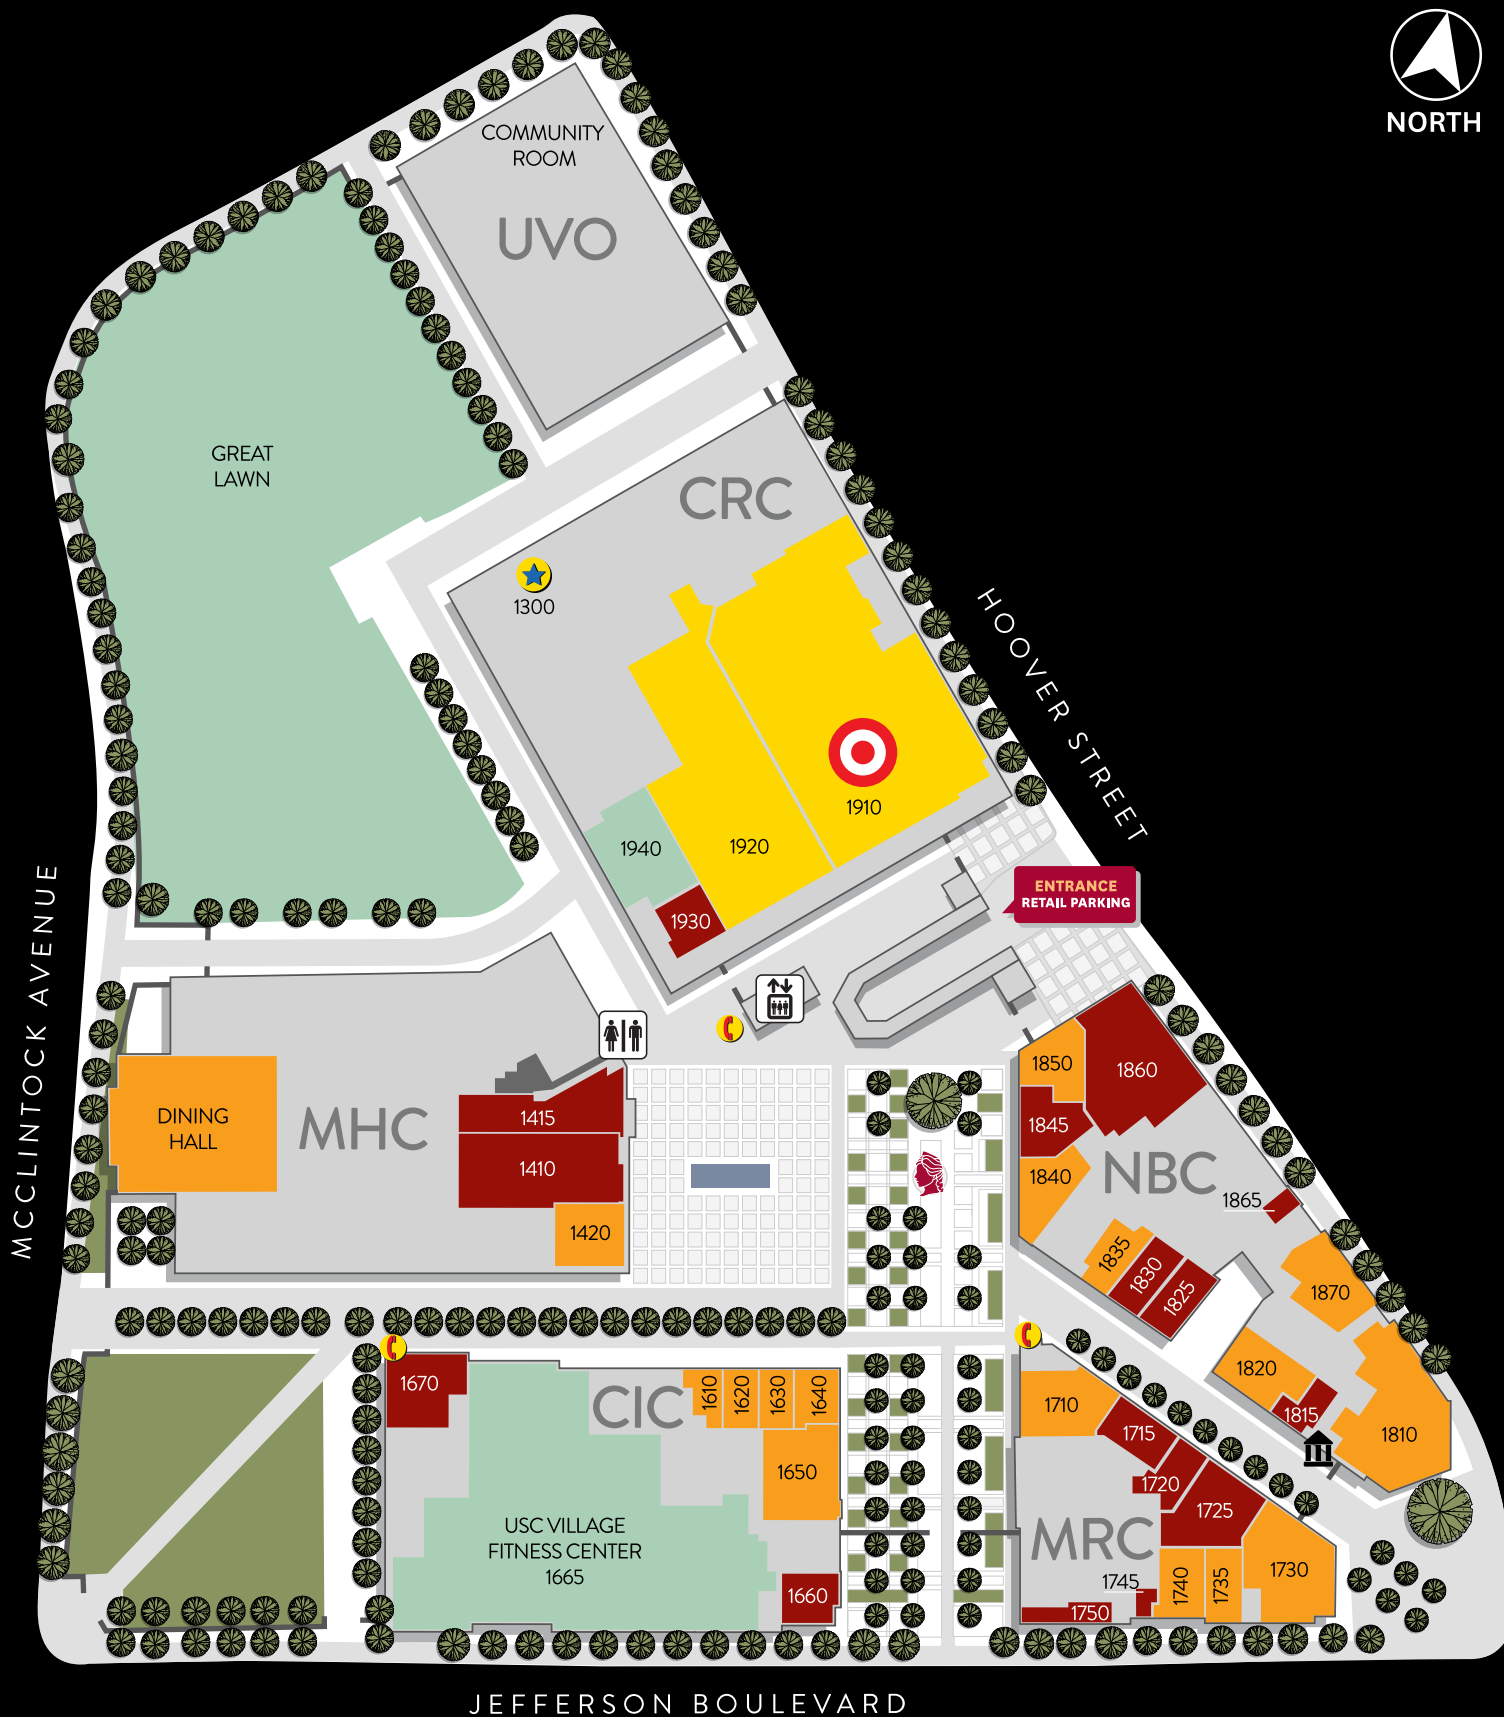 NORTH
COMMUNITY
ROOM
UVO
GREAT
LAWN
CRC
1300
HOOVER STREET
1910
1920
1940
1930
ENTRANCE
RETAIL PARKING
MCCLINTOCK AVENUE
DINING
HALL
MHC
1415
1410
1420
1850
1860
1845
1840
NBC
1865
1835
1830
1825
1870
1820
1815
1810
1670
CIC
1610
1620
1630
1640
1650
USC VILLAGE
FITNESS CENTER
1665
1660
1710
1715
1720
1725
MRC
1730
1735
1740
1745
1750
JEFFERSON BOULEVARD